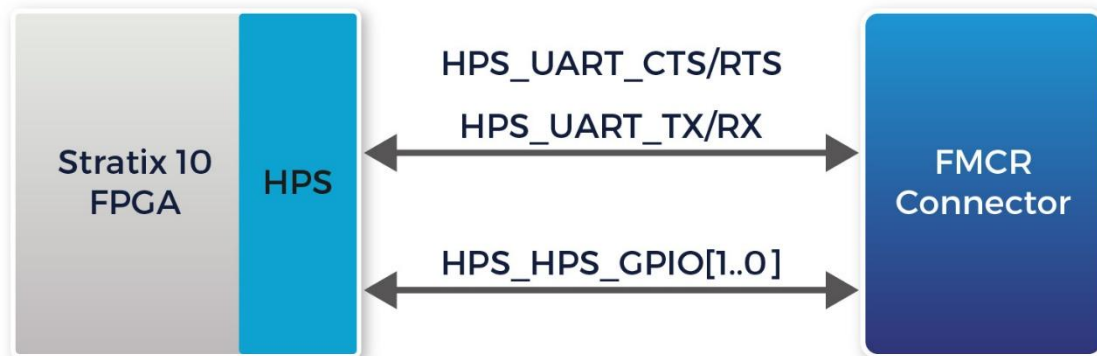 Stratix 10
FPGA
HPS
HPS_UART_CTS/RTS
HPS_UART_TX/RX
HPS_HPS_GPIO[1..0]
FMCR
Connector